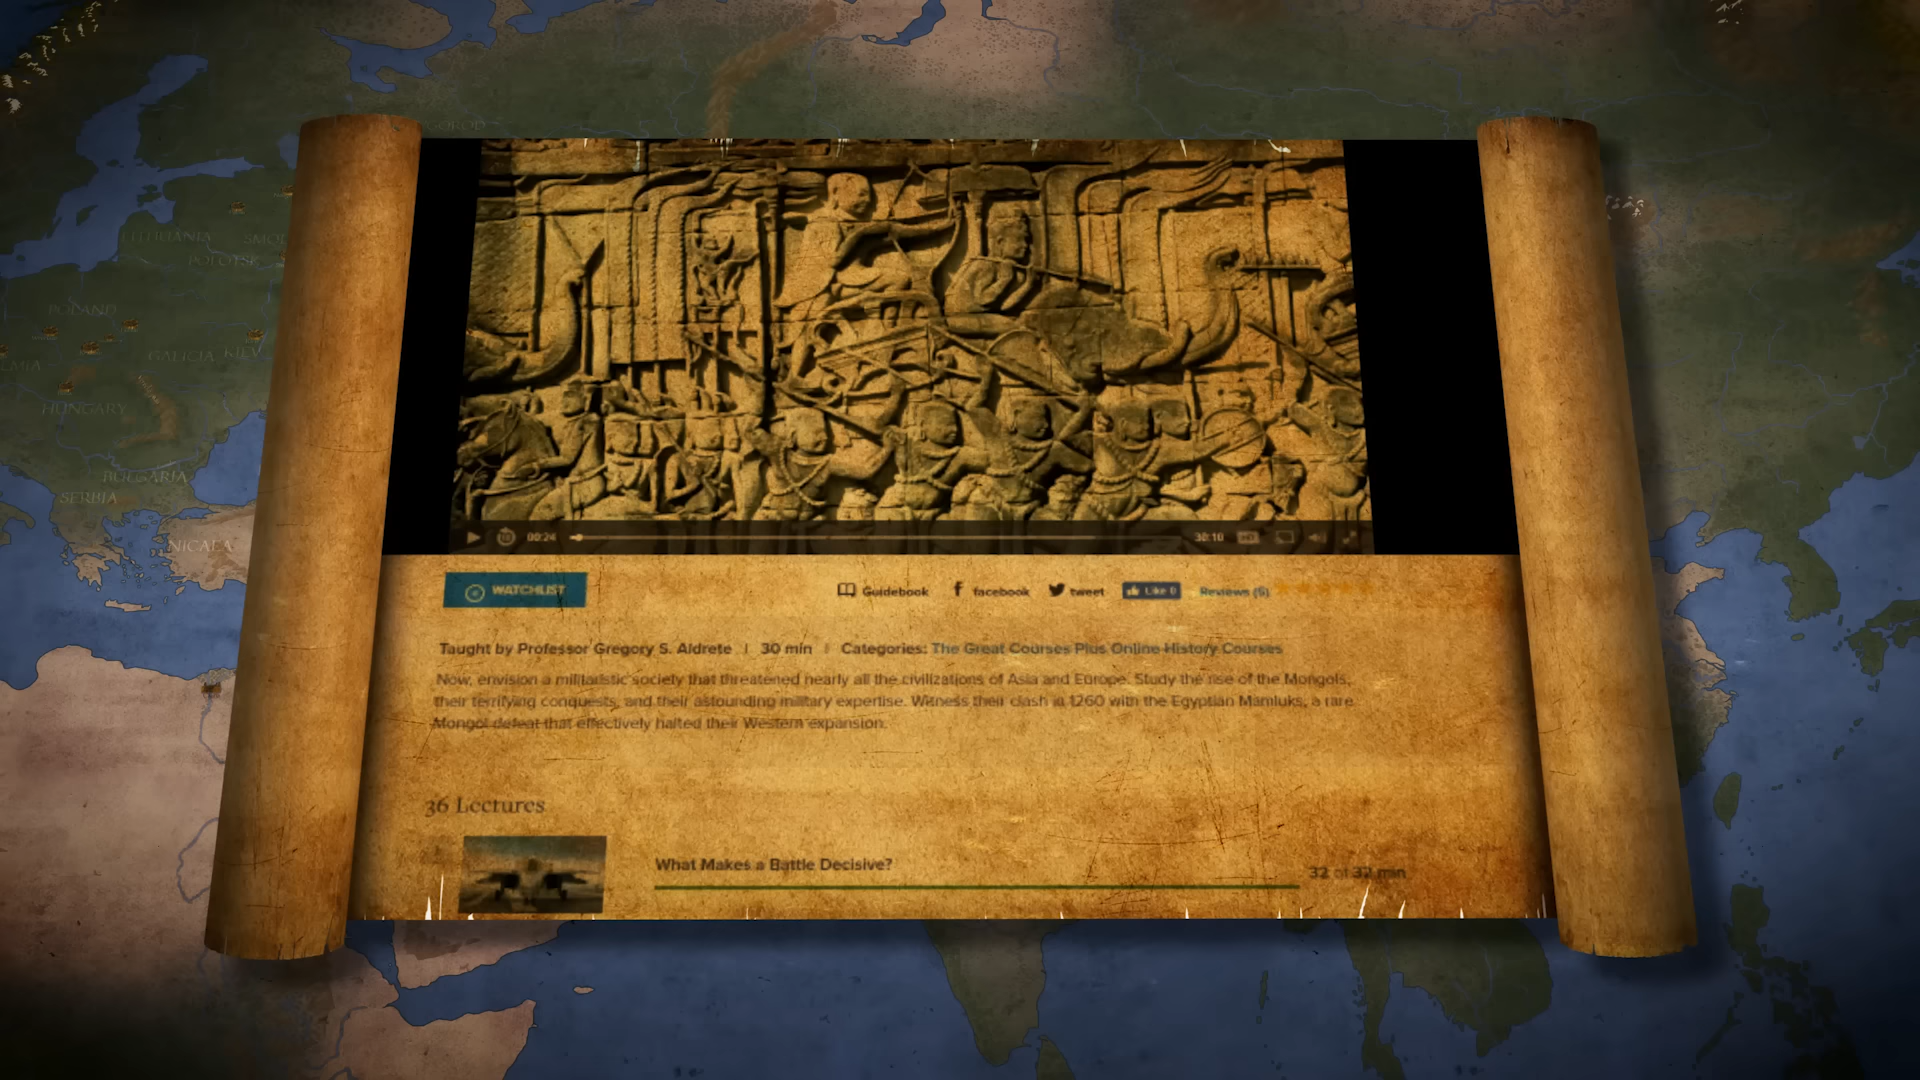 GOROD
LITHUANIA
SMOL
POLOTSK
POLAND
GALICIA KIEV
HUNGARY
BULGARIA
SERBIA
NICAEA
00:24
30:10
HD
WATCHLIST
Guidebook
facebook
tweet
Like 0
Reviews (6)
Taught by Professor Gregory S. Aldrete | 30 min | Categories: The Great Courses Plus Online History Courses
Now, envision a militaristic society that threatened nearly all the civilizations of Asia and Europe. Study the rise of the Mongols,
their terrifying conquests, and their astounding military expertise. Witness their clash in 1260 with the Egyptian Mamluks, a rare
Mongol defeat that effectively halted their Western expansion.
36 Lectures
What Makes a Battle Decisive?
32 of 32 min